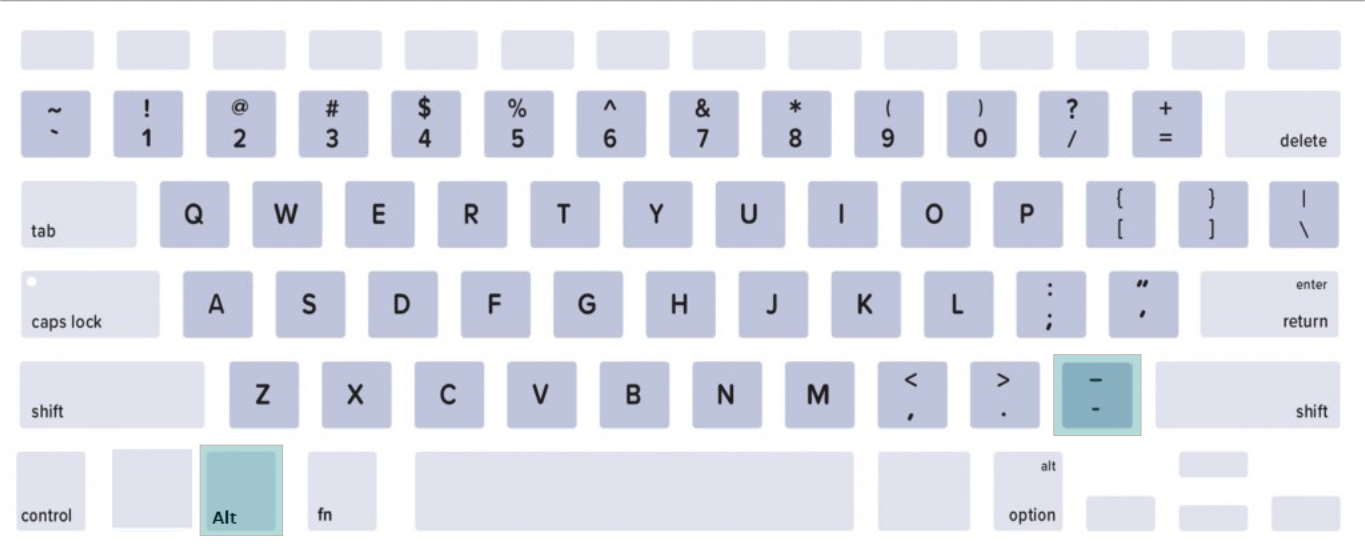 ~ ! @ # $ % ^ & * ( ) ? +
` 1 2 3 4 5 6 7 8 9 0 / = delete
tab Q W E R T Y U I O P { } |
[ ] \
caps lock A S D F G H J K L : " enter
; ' return
shift Z X C V B N M < > – shift
, . -
control Alt fn alt
option